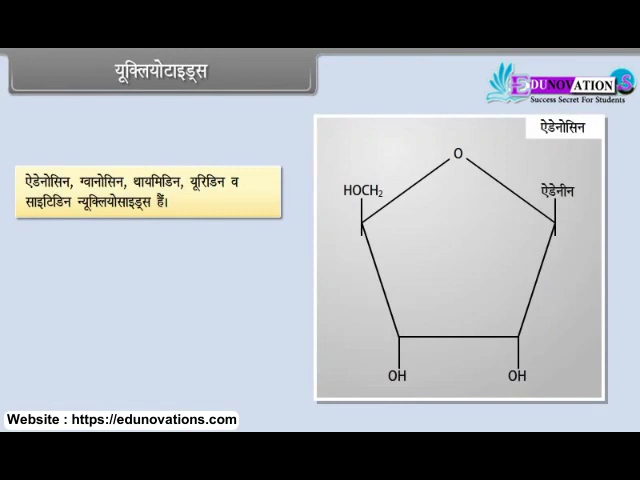 यूक्लियोटाइड्स
EDUNOVATIONS
Success Secret For Students
ऐडेनोसिन, ग्वानोसिन, थायमिडिन, यूरिडिन व
साइटिडिन न्यूक्लियोसाइड्स हैं।
ऐडेनोसिन
O
HOCH₂
ऐडेनीन
OH OH
Website : https://edunovations.com